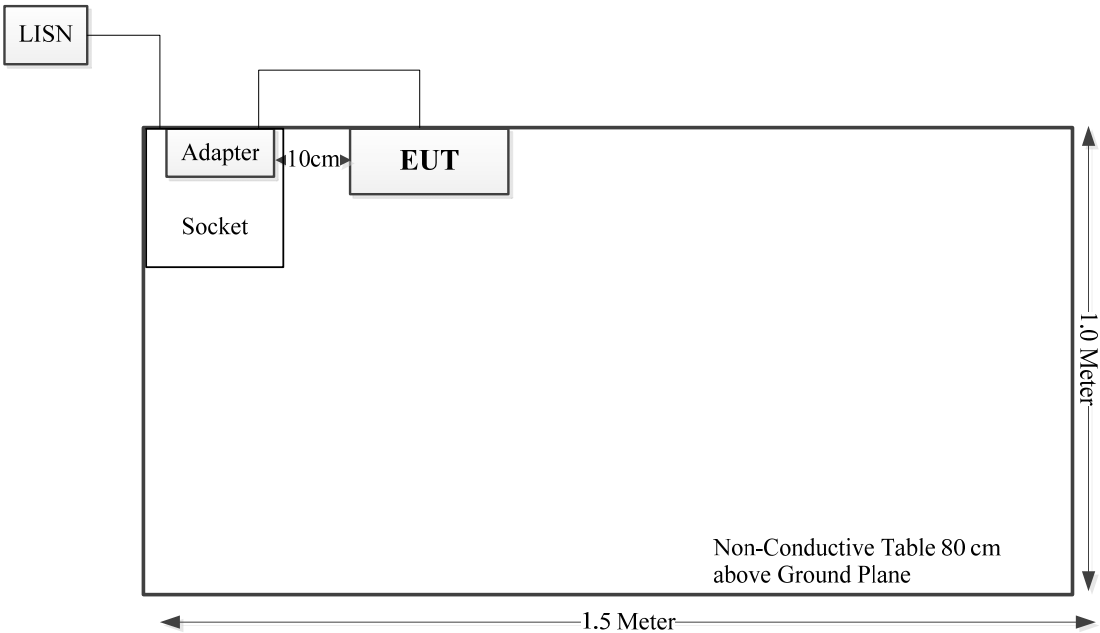 LISN
Adapter
10cm
EUT
Socket
1.0 Meter
Non-Conductive Table 80 cm
above Ground Plane
1.5 Meter